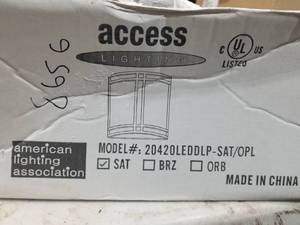 access
LIGHTING
8656
C UL US
LISTED
american
lighting
association
MODEL#: 20420LEDDLP-SAT/OPL
SAT BRZ ORB
MADE IN CHINA